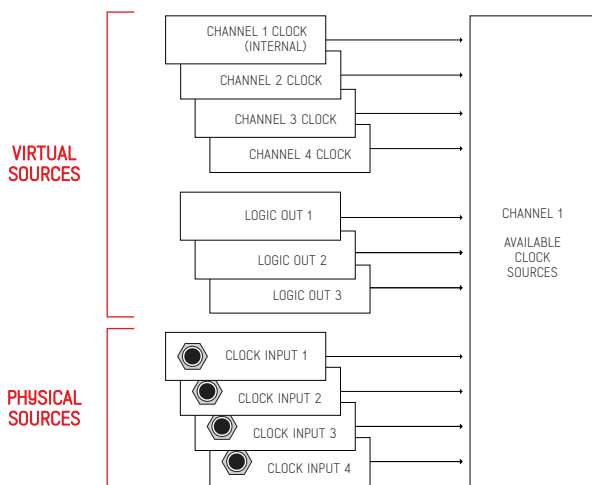 VIRTUAL
SOURCES
CHANNEL 1 CLOCK
(INTERNAL)
CHANNEL 2 CLOCK
CHANNEL 3 CLOCK
CHANNEL 4 CLOCK
LOGIC OUT 1
LOGIC OUT 2
LOGIC OUT 3
PHYSICAL
SOURCES
CLOCK INPUT 1
CLOCK INPUT 2
CLOCK INPUT 3
CLOCK INPUT 4
CHANNEL 1
AVAILABLE
CLOCK
SOURCES